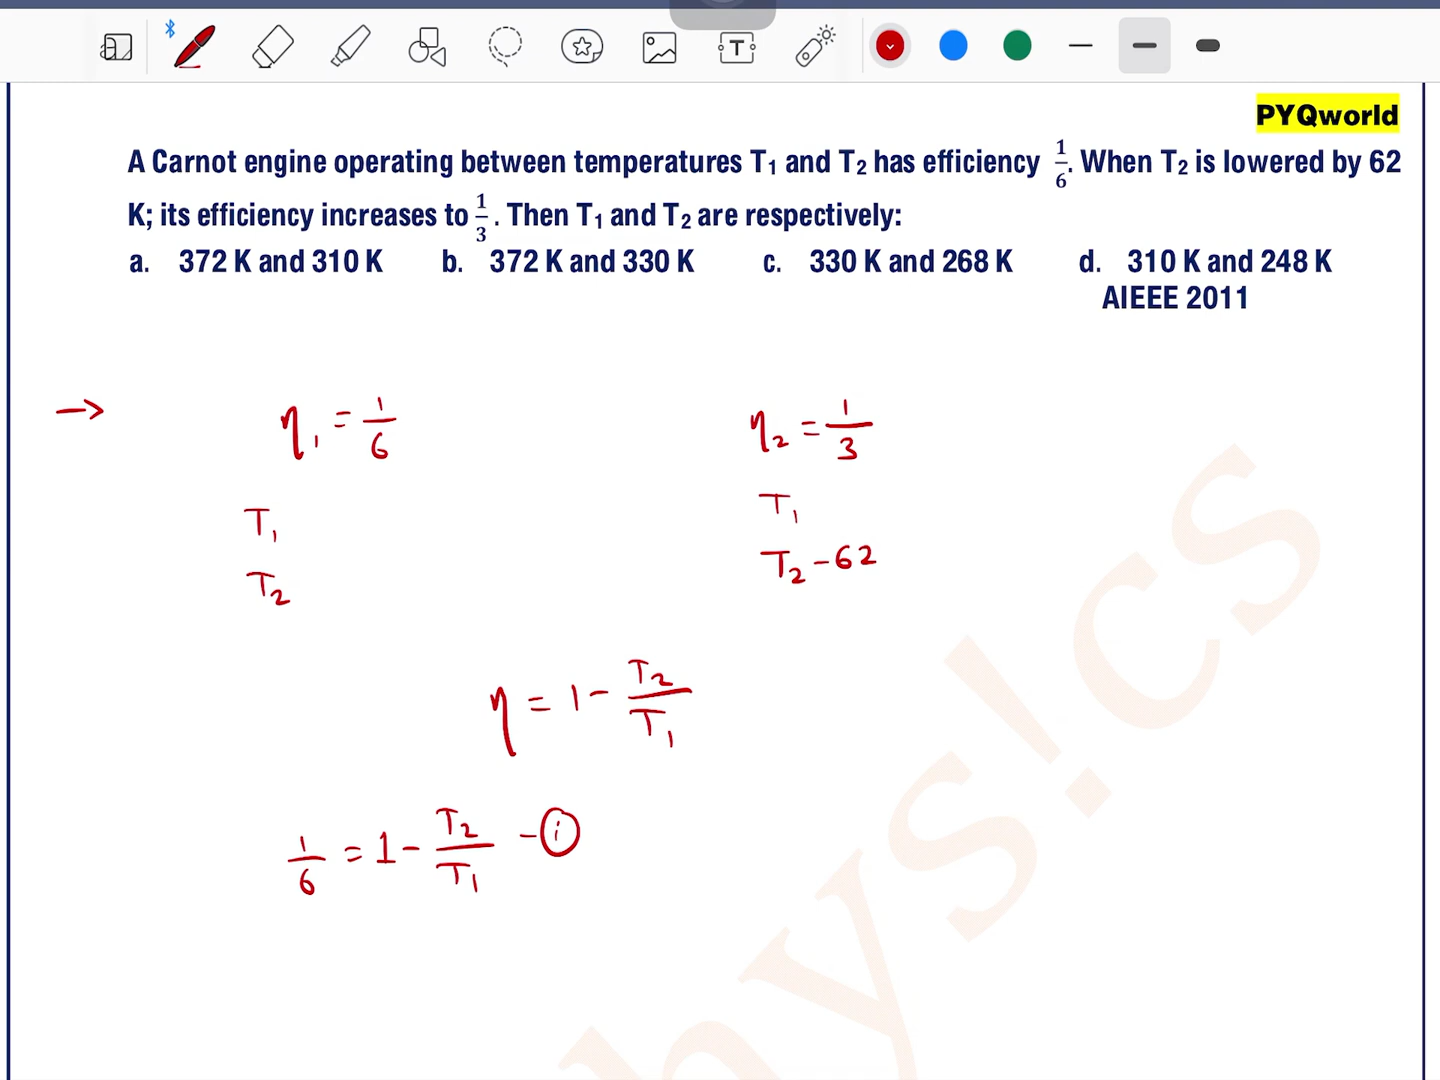 PYQworld
A Carnot engine operating between temperatures T₁ and T₂ has efficiency 1/6. When T₂ is lowered by 62
K; its efficiency increases to 1/3. Then T₁ and T₂ are respectively:
a. 372 K and 310 K b. 372 K and 330 K c. 330 K and 268 K d. 310 K and 248 K
AIEEE 2011
→ η₁ = 1/6 η₂ = 1/3
T₁ T₁
T₂ T₂ - 62
η = 1 - T₂/T₁
1/6 = 1 - T₂/T₁ - (i)
hys!cs